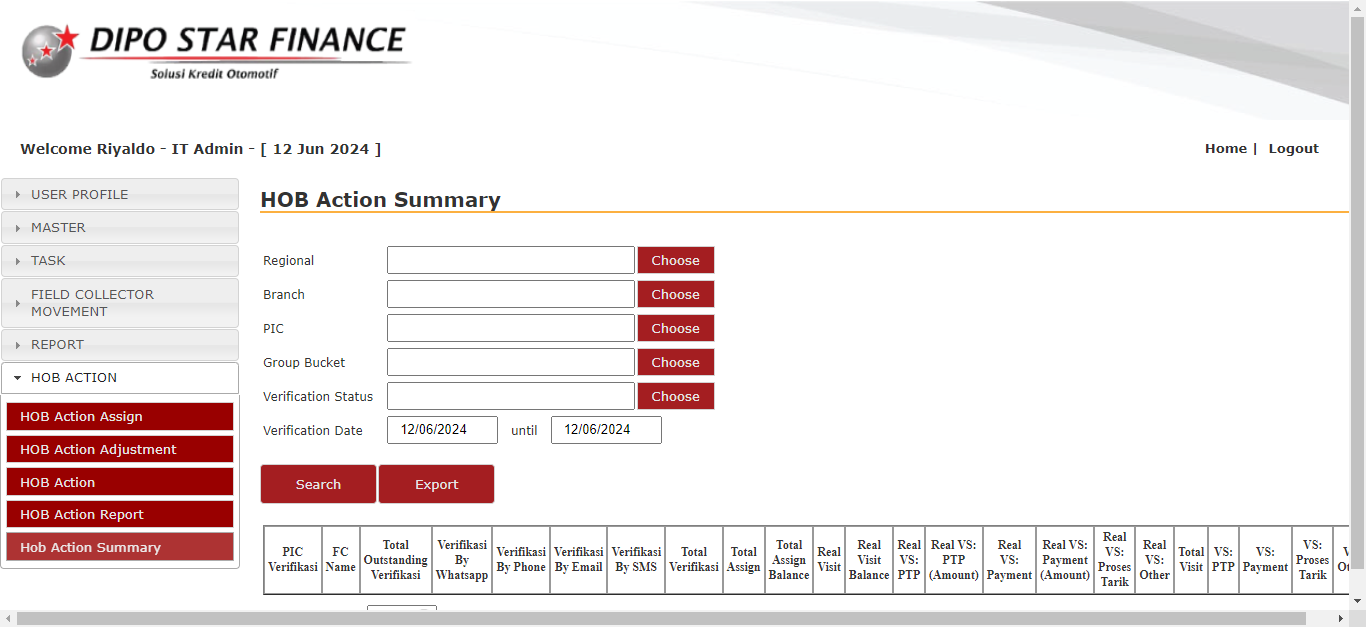 DIPO STAR FINANCE
Solusi Kredit Otomotif
Welcome Riyaldo - IT Admin - [ 12 Jun 2024 ]
Home | Logout
USER PROFILE
MASTER
TASK
FIELD COLLECTOR
MOVEMENT
REPORT
HOB ACTION
HOB Action Assign
HOB Action Adjustment
HOB Action
HOB Action Report
Hob Action Summary
HOB Action Summary
Regional Choose
Branch Choose
PIC Choose
Group Bucket Choose
Verification Status Choose
Verification Date 12/06/2024 until 12/06/2024
Search Export
PIC
Verifikasi
FC
Name
Total
Outstanding
Verifikasi
Verifikasi
By
Whatsapp
Verifikasi
By Phone
Verifikasi
By Email
Verifikasi
By SMS
Total
Verifikasi
Total
Assign
Total
Assign
Balance
Real
Visit
Real
Visit
Balance
Real
VS:
PTP
Real VS:
PTP
(Amount)
Real
VS:
Payment
Real VS:
Payment
(Amount)
Real
VS:
Proses
Tarik
Real
VS:
Other
Total
Visit
VS:
PTP
VS:
Payment
VS:
Proses
Tarik